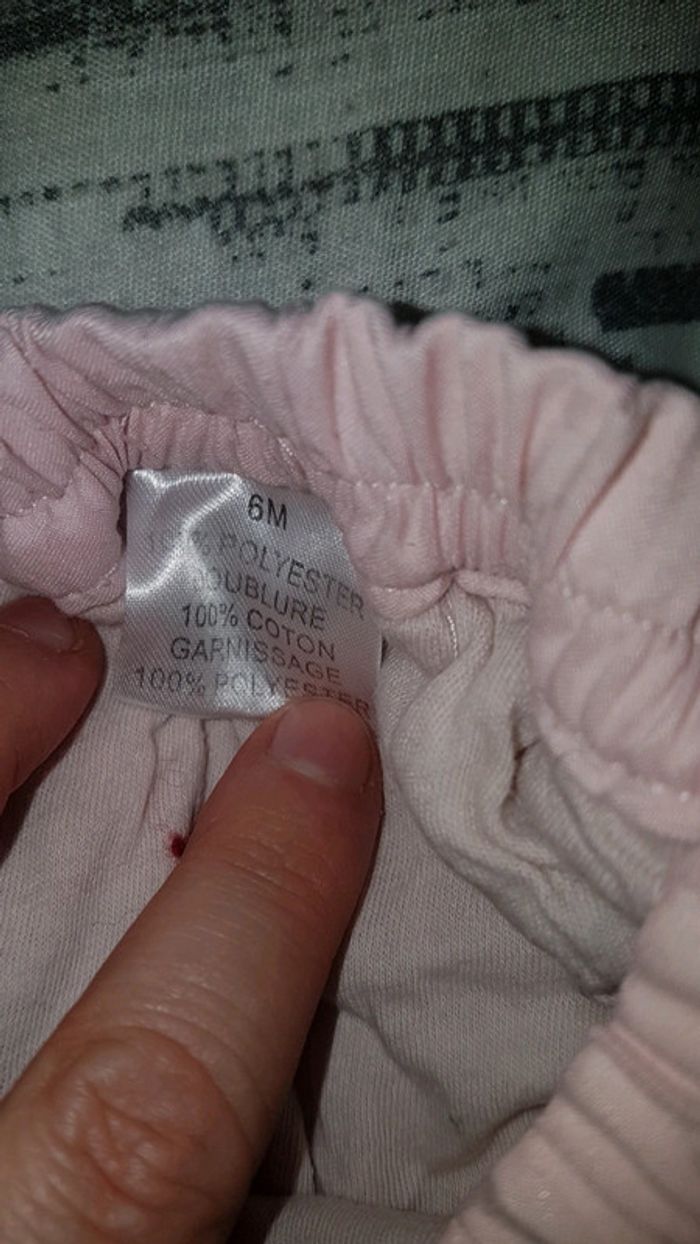 6M
% POLYESTER
DOUBLURE
100% COTON
GARNISSAGE
100% POLYESTER